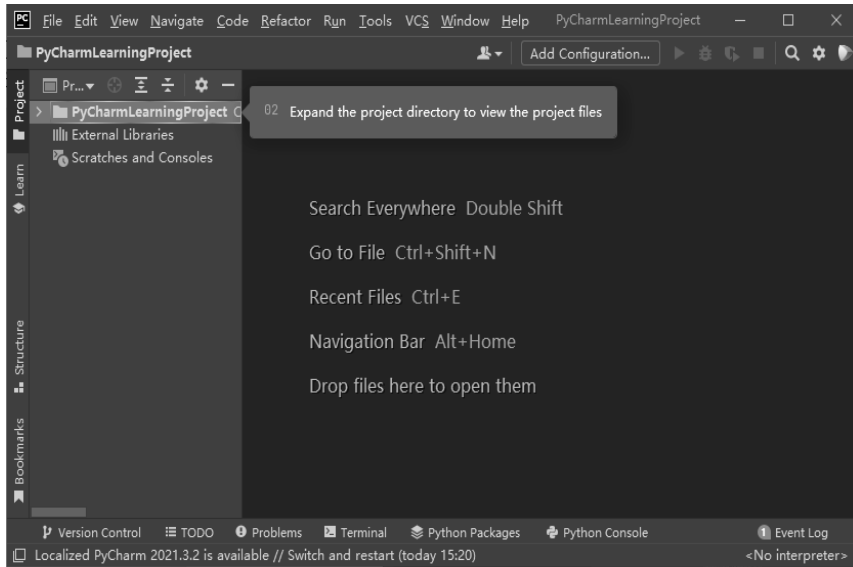 PC File Edit View Navigate Code Refactor Run Tools VCS Window Help PyCharmLearningProject
PyCharmLearningProject Add Configuration...
Project Pr...
PyCharmLearningProject
02 Expand the project directory to view the project files
External Libraries
Scratches and Consoles
Learn
Search Everywhere Double Shift
Go to File Ctrl+Shift+N
Recent Files Ctrl+E
Navigation Bar Alt+Home
Drop files here to open them
Structure
Bookmarks
Version Control TODO Problems Terminal Python Packages Python Console 1 Event Log
Localized PyCharm 2021.3.2 is available // Switch and restart (today 15:20) <No interpreter>